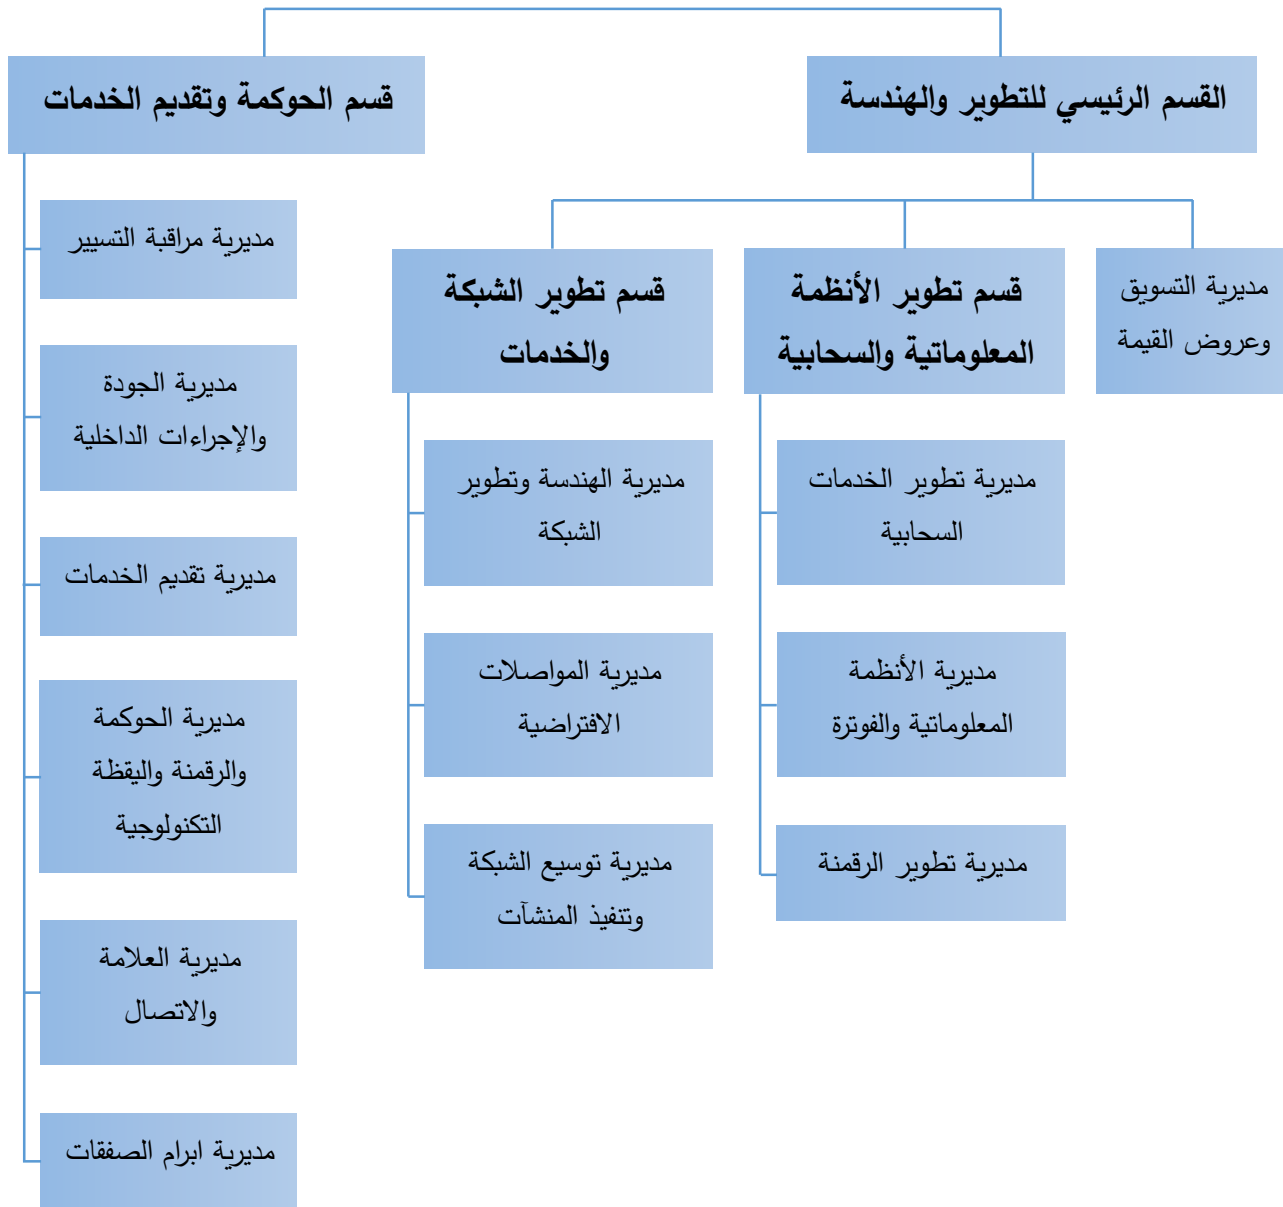 القسم الرئيسي للتطوير والهندسة
قسم الحوكمة وتقديم الخدمات
مديرية التسويق
وعروض القيمة
قسم تطوير الأنظمة
المعلوماتية والسحابية
مديرية تطوير الخدمات
السحابية
مديرية الأنظمة
المعلوماتية والفوترة
مديرية تطوير الرقمنة
قسم تطوير الشبكة
والخدمات
مديرية الهندسة وتطوير
الشبكة
مديرية المواصلات
الافتراضية
مديرية توسيع الشبكة
وتنفيذ المنشآت
مديرية مراقبة التسيير
مديرية الجودة
والإجراءات الداخلية
مديرية تقديم الخدمات
مديرية الحوكمة
والرقمنة واليقظة
التكنولوجية
مديرية العلامة
والاتصال
مديرية ابرام الصفقات